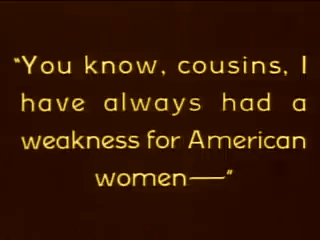 "You know, cousins, I
have always had a
weakness for American
women—"